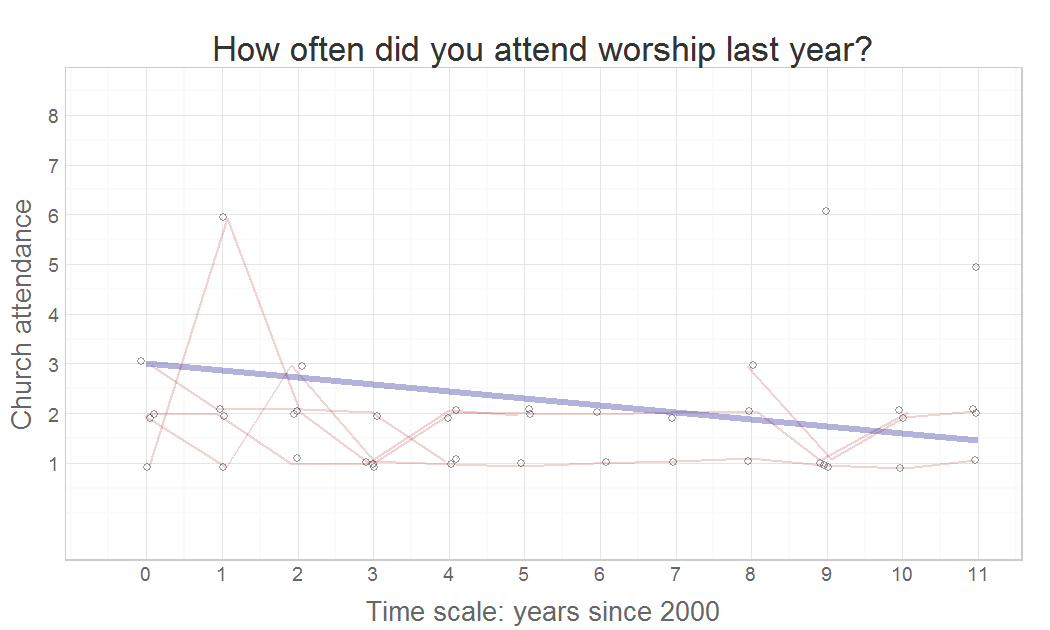 How often did you attend worship last year?
Church attendance
8
7
6
5
4
3
2
1
0 1 2 3 4 5 6 7 8 9 10 11
Time scale: years since 2000